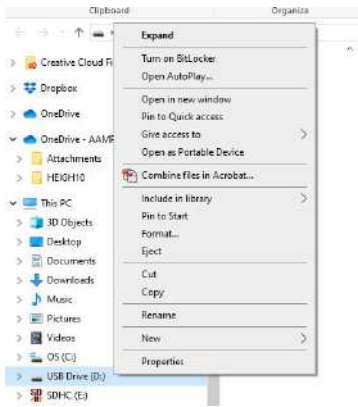 Clipboard
Organize
Creative Cloud Fi
Dropbox
OneDrive
OneDrive - AAMP
Attachments
HEIGH10
This PC
3D Objects
Desktop
Documents
Downloads
Music
Pictures
Videos
OS (C:)
USB Drive (D:)
SDHC (E:)
Expand
Turn on BitLocker
Open AutoPlay...
Open in new window
Pin to Quick access
Give access to
Open as Portable Device
Combine files in Acrobat...
Include in library
Pin to Start
Format...
Eject
Cut
Copy
Rename
New
Properties